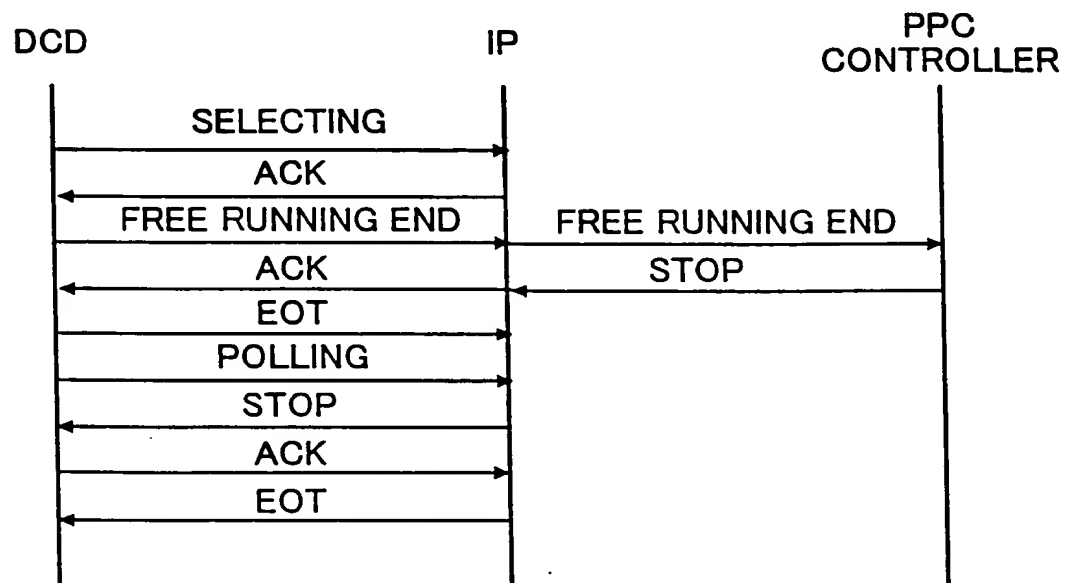 DCD
IP
PPC
CONTROLLER
SELECTING
ACK
FREE RUNNING END
FREE RUNNING END
ACK
STOP
EOT
POLLING
STOP
ACK
EOT